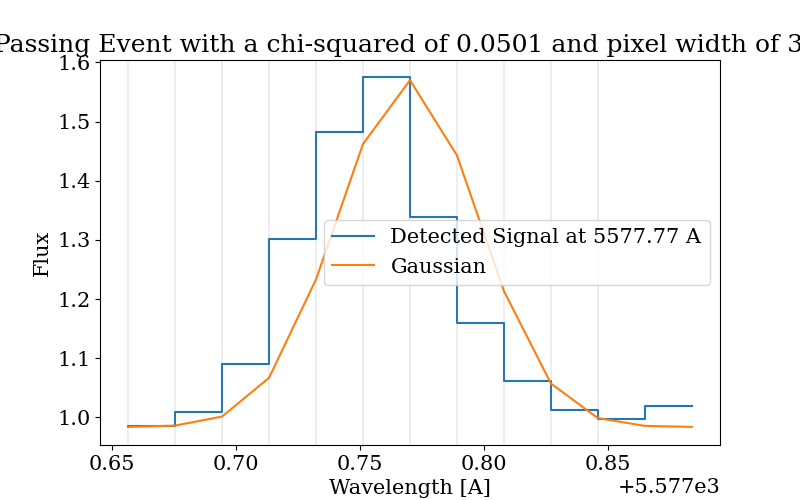 Passing Event with a chi-squared of 0.0501 and pixel width of 3
1.6
1.5
1.4
1.3
1.2
1.1
1.0
Flux
Detected Signal at 5577.77 A
Gaussian
0.65 0.70 0.75 0.80 0.85
Wavelength [A]
+5.577e3